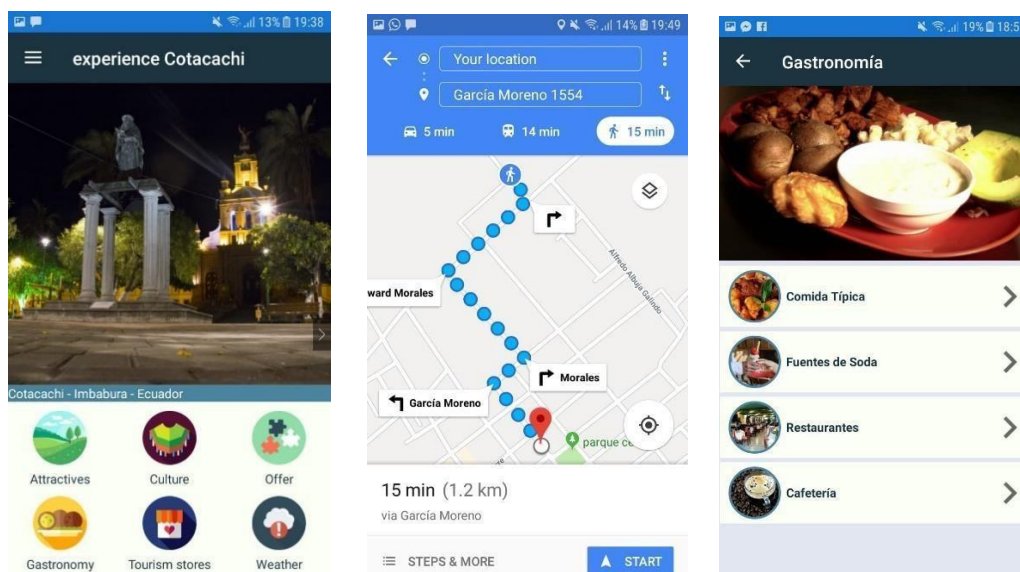 13% 19:38
experience Cotacachi
Cotacachi - Imbabura - Ecuador
Attractives Culture Offer
Gastronomy Tourism stores Weather
14% 19:49
Your location
García Moreno 1554
5 min 14 min 15 min
Alfredo Albuja Galindo
ward Morales
Morales
García Moreno
parque ce
15 min (1.2 km)
via García Moreno
STEPS & MORE START
19% 18:5
Gastronomía
Comida Típica
Fuentes de Soda
Restaurantes
Cafetería